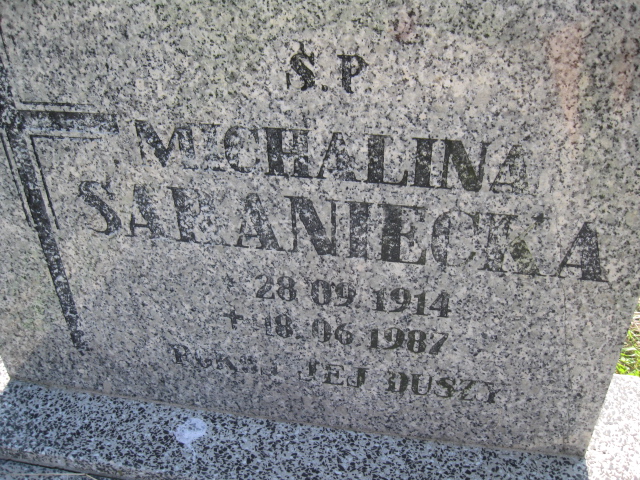 Ś.P.
MICHALINA
SARANIECKA
* 28 09 1914
+ 18. 06 1987
POKÓJ JEJ DUSZY